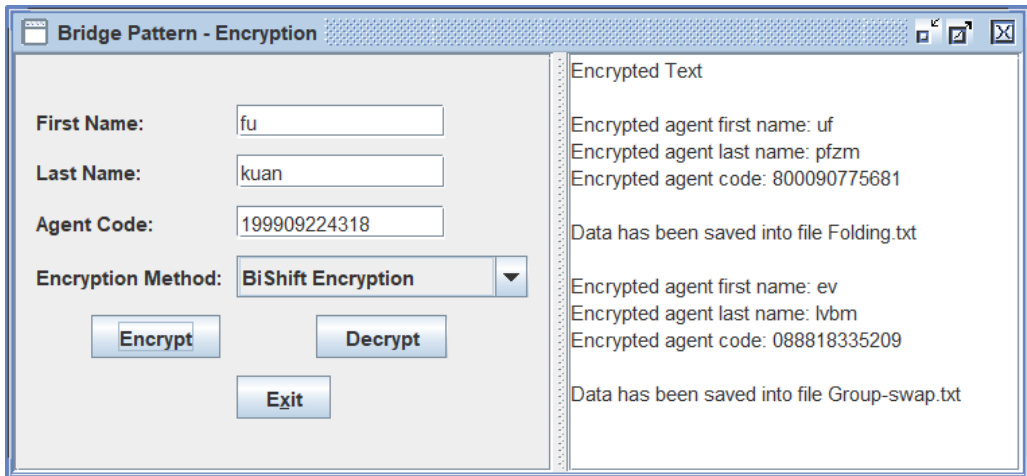 Bridge Pattern - Encryption
First Name:
fu
Last Name:
kuan
Agent Code:
199909224318
Encryption Method:
BiShift Encryption
Encrypt
Decrypt
Exit
Encrypted Text
Encrypted agent first name: uf
Encrypted agent last name: pfzm
Encrypted agent code: 800090775681
Data has been saved into file Folding.txt
Encrypted agent first name: ev
Encrypted agent last name: lvbm
Encrypted agent code: 088818335209
Data has been saved into file Group-swap.txt